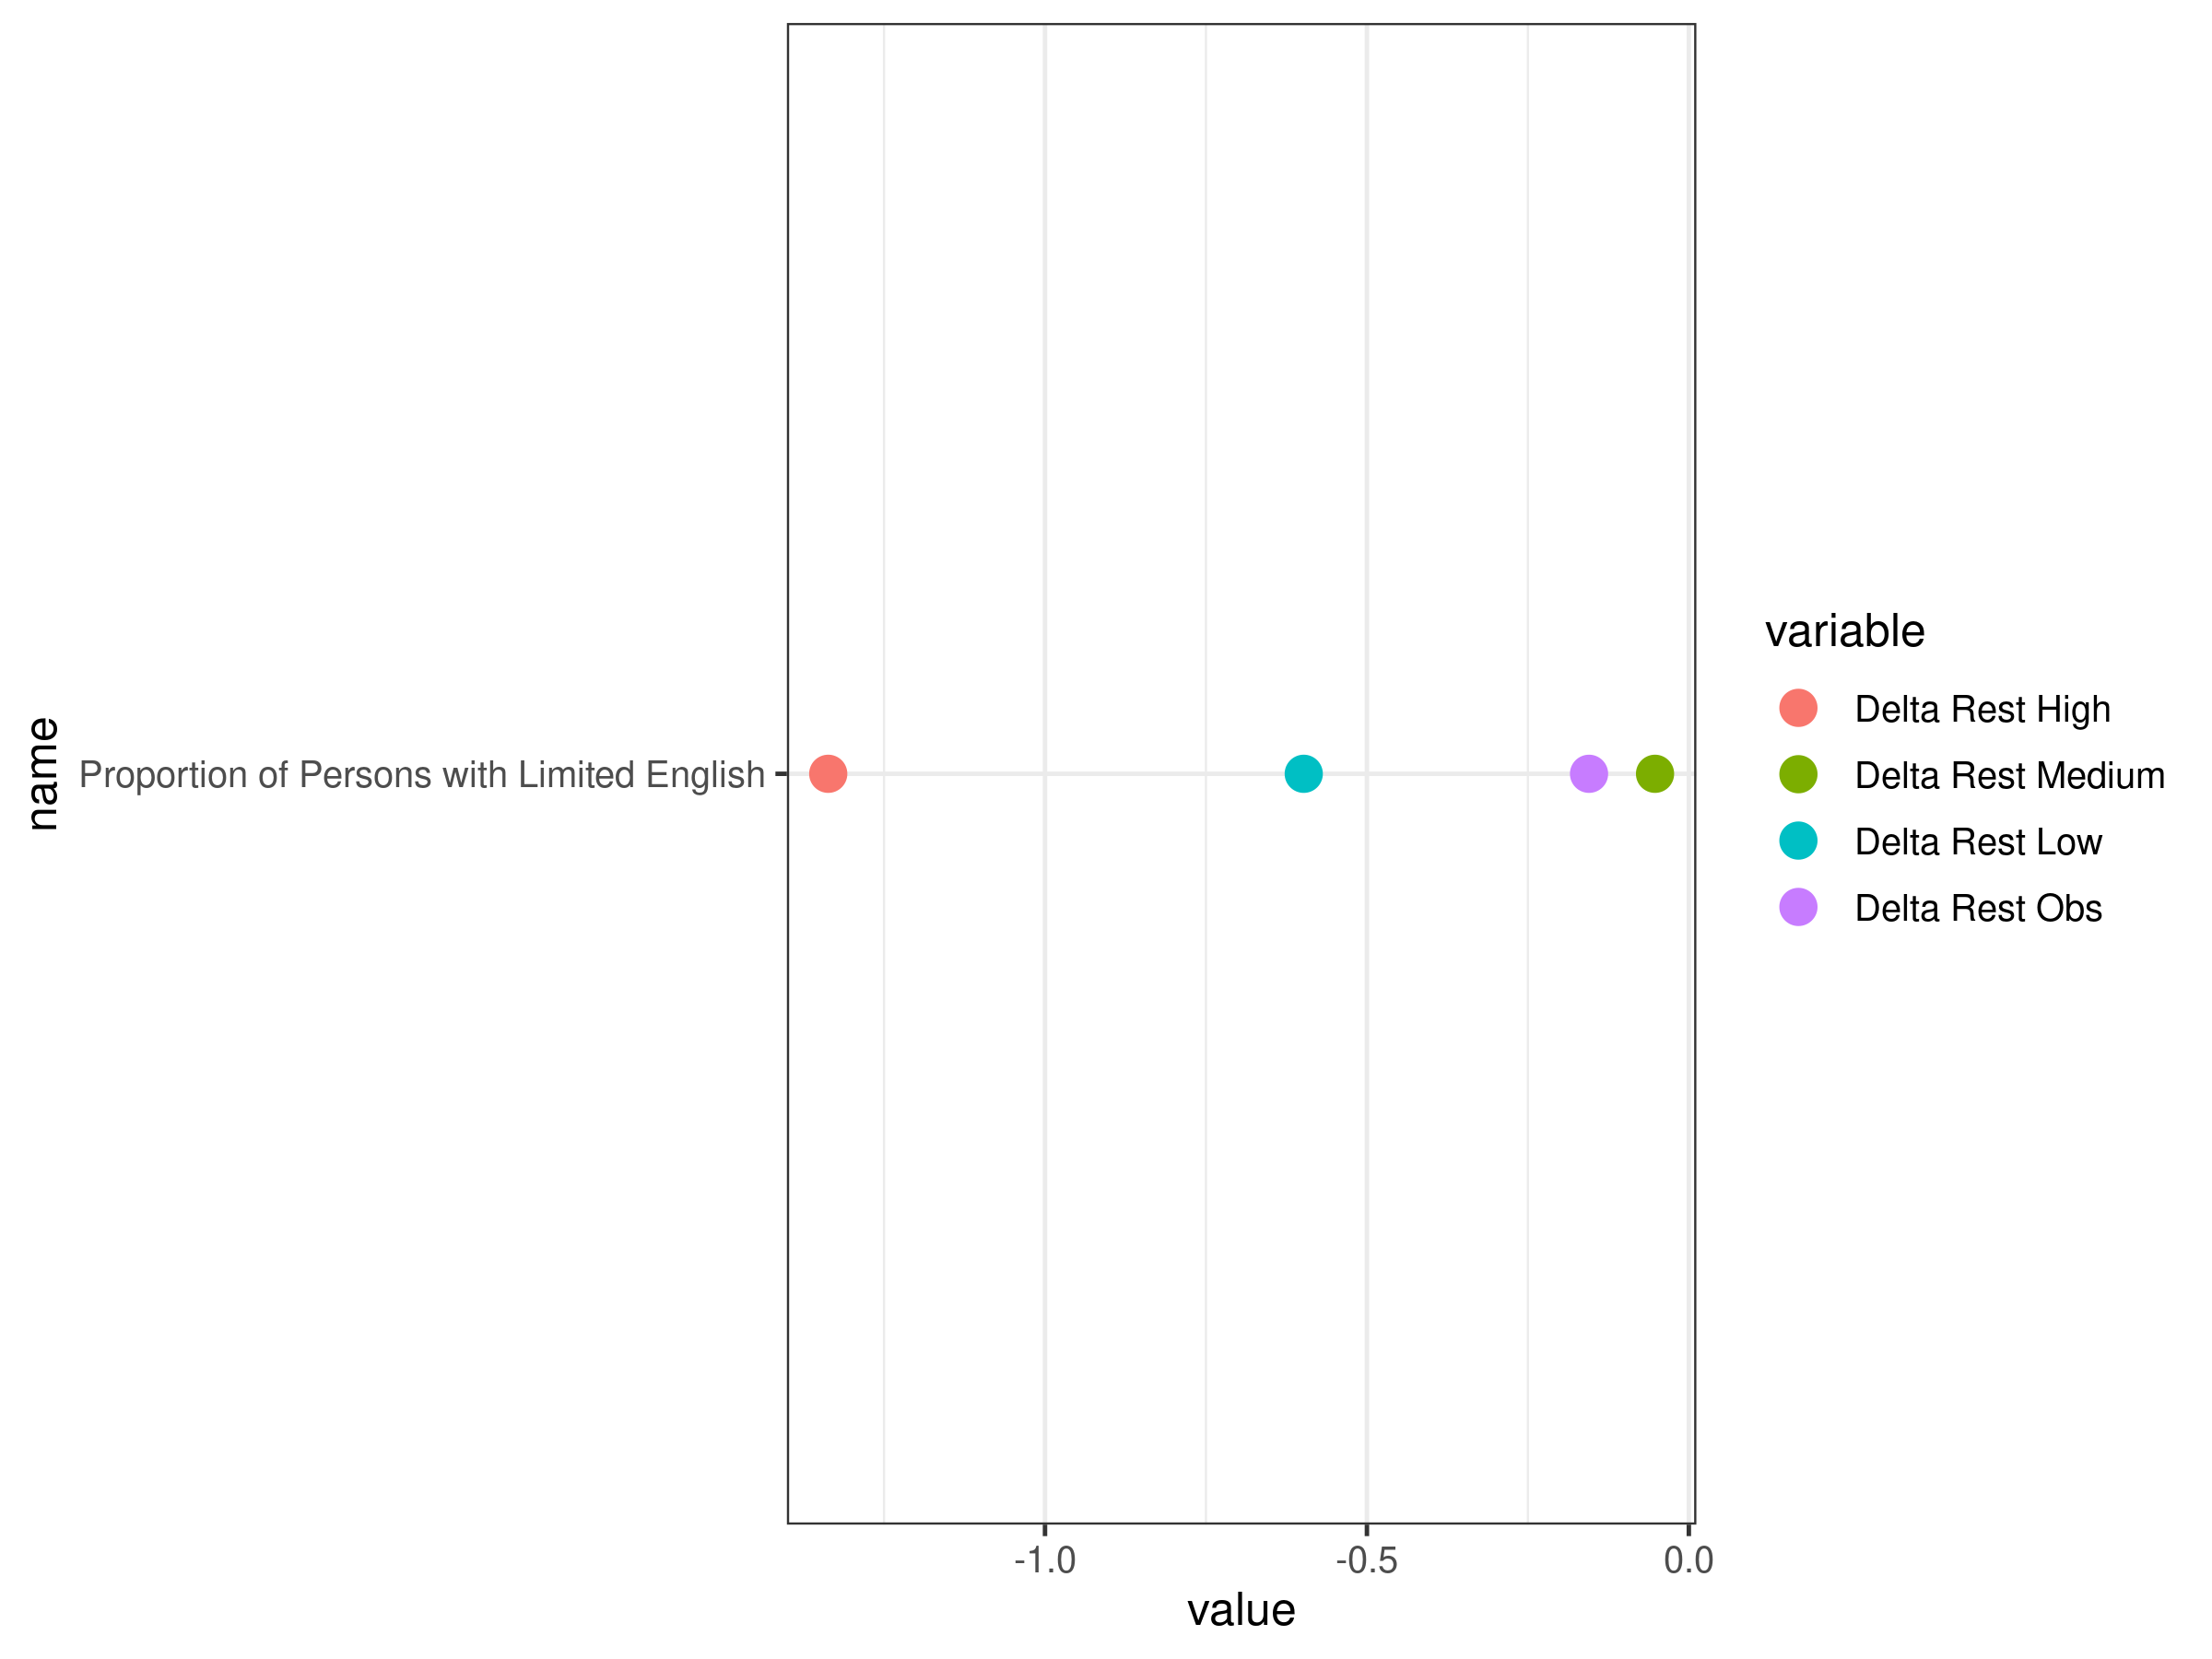 name
Proportion of Persons with Limited English
-1.0
-0.5
0.0
value
variable
Delta Rest High
Delta Rest Medium
Delta Rest Low
Delta Rest Obs